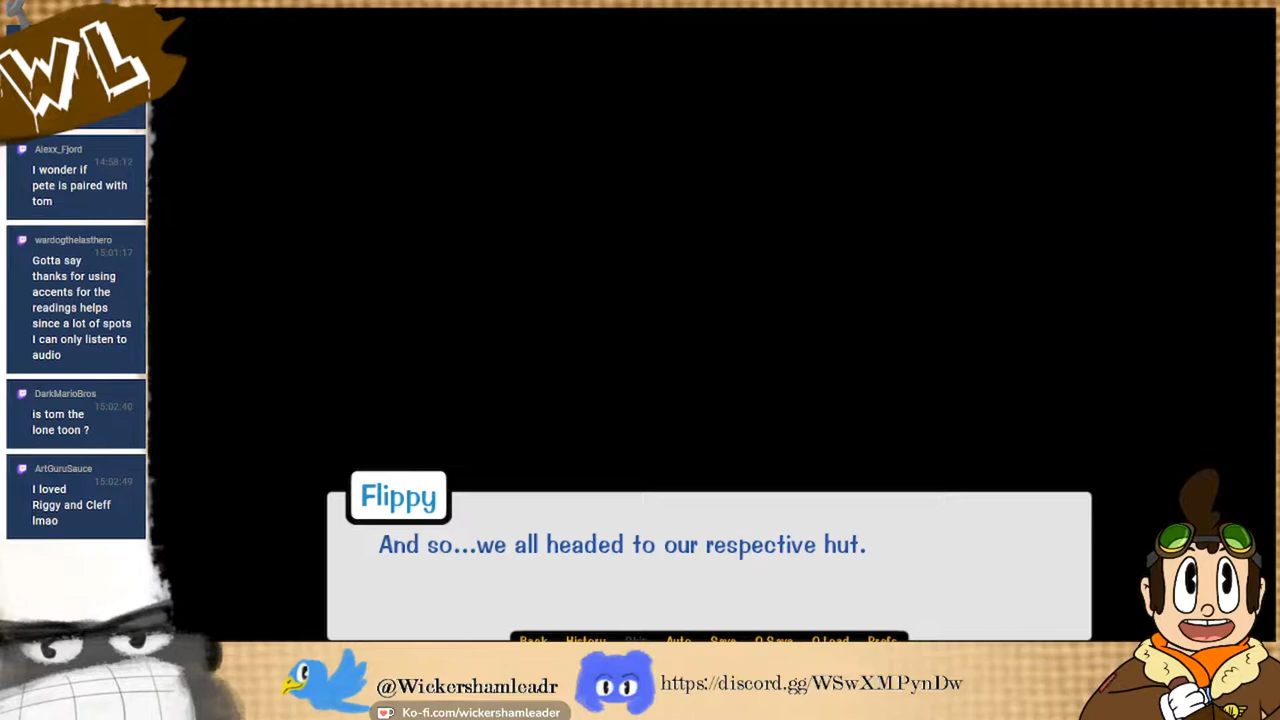 WL
Alexx_Fjord
14:58:12
I wonder if
pete is paired with
tom
wardogthelasthero
15:01:17
Gotta say
thanks for using
accents for the
readings helps
since a lot of spots
I can only listen to
audio
DarkMarioBros
15:02:40
is tom the
lone toon ?
ArtGuruSauce
15:02:49
I loved
Riggy and Cleff
lmao
Flippy
And so...we all headed to our respective hut.
Back History Skip Auto Save Q.Save Q.Load Prefs
@Wickershamleadr
https://discord.gg/WSwXMPynDw
Ko-fi.com/wickershamleader